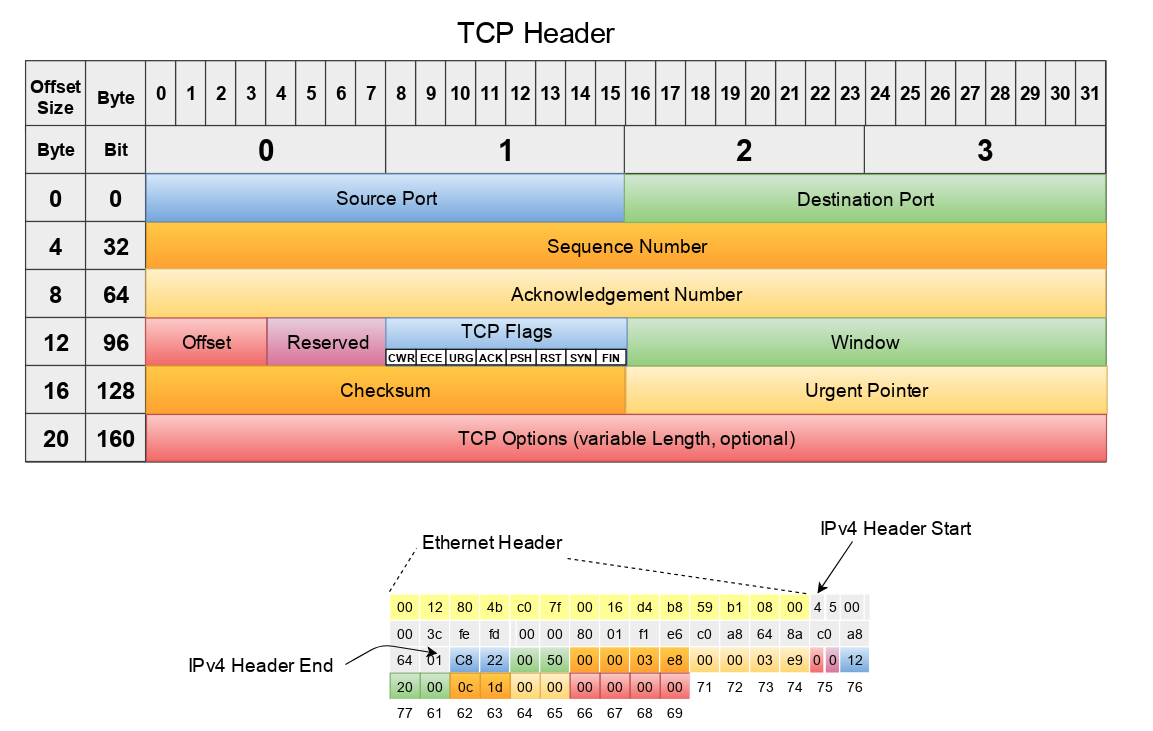 TCP Header
Offset Size Byte 0 1 2 3 4 5 6 7 8 9 10 11 12 13 14 15 16 17 18 19 20 21 22 23 24 25 26 27 28 29 30 31
Byte Bit 0 1 2 3
0 0 Source Port Destination Port
4 32 Sequence Number
8 64 Acknowledgement Number
12 96 Offset Reserved TCP Flags Window
CWR ECE URG ACK PSH RST SYN FIN
16 128 Checksum Urgent Pointer
20 160 TCP Options (variable Length, optional)
IPv4 Header Start
Ethernet Header
00 12 80 4b c0 7f 00 16 d4 b8 59 b1 08 00 4 5 00
00 3c fe fd 00 00 80 01 f1 e6 c0 a8 64 8a c0 a8
IPv4 Header End
64 01 C8 22 00 50 00 00 03 e8 00 00 03 e9 0 0 12
20 00 0c 1d 00 00 00 00 00 00 71 72 73 74 75 76
77 61 62 63 64 65 66 67 68 69